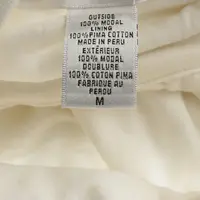 OUTSIDE
100% MODAL
LINING
100% PIMA COTTON
MADE IN PERU
EXTÉRIEUR
100% MODAL
DOUBLURE
100% COTON PIMA
FABRIQUE AU
PEROU
M